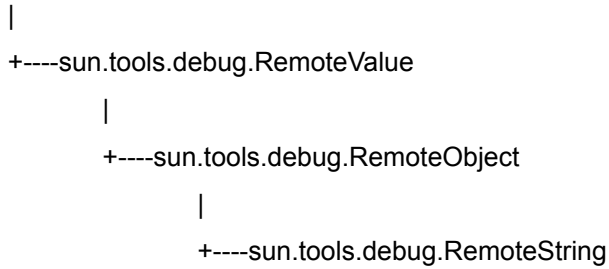 |
+----sun.tools.debug.RemoteValue
|
+----sun.tools.debug.RemoteObject
|
+----sun.tools.debug.RemoteString